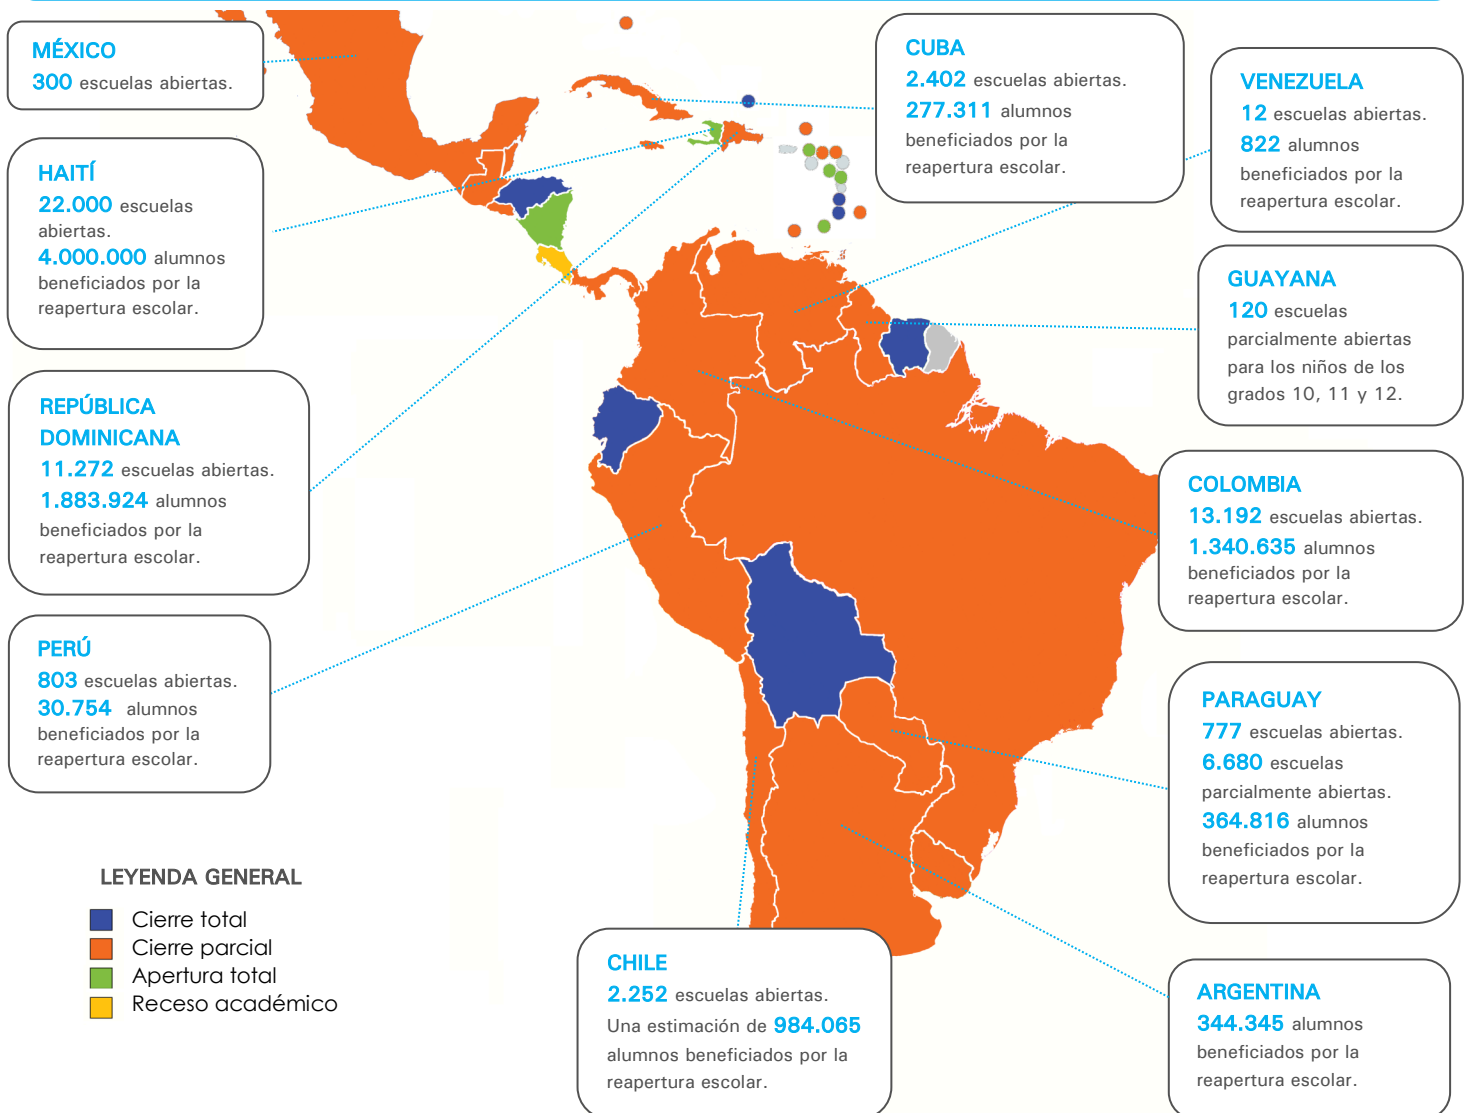 MÉXICO
300 escuelas abiertas.
HAITÍ
22.000 escuelas
abiertas.
4.000.000 alumnos
beneficiados por la
reapertura escolar.
REPÚBLICA
DOMINICANA
11.272 escuelas abiertas.
1.883.924 alumnos
beneficiados por la
reapertura escolar.
PERÚ
803 escuelas abiertas.
30.754 alumnos
beneficiados por la
reapertura escolar.
CUBA
2.402 escuelas abiertas.
277.311 alumnos
beneficiados por la
reapertura escolar.
VENEZUELA
12 escuelas abiertas.
822 alumnos
beneficiados por la
reapertura escolar.
GUAYANA
120 escuelas
parcialmente abiertas
para los niños de los
grados 10, 11 y 12.
COLOMBIA
13.192 escuelas abiertas.
1.340.635 alumnos
beneficiados por la
reapertura escolar.
PARAGUAY
777 escuelas abiertas.
6.680 escuelas
parcialmente abiertas.
364.816 alumnos
beneficiados por la
reapertura escolar.
LEYENDA GENERAL
Cierre total
Cierre parcial
Apertura total
Receso académico
CHILE
2.252 escuelas abiertas.
Una estimación de 984.065
alumnos beneficiados por la
reapertura escolar.
ARGENTINA
344.345 alumnos
beneficiados por la
reapertura escolar.